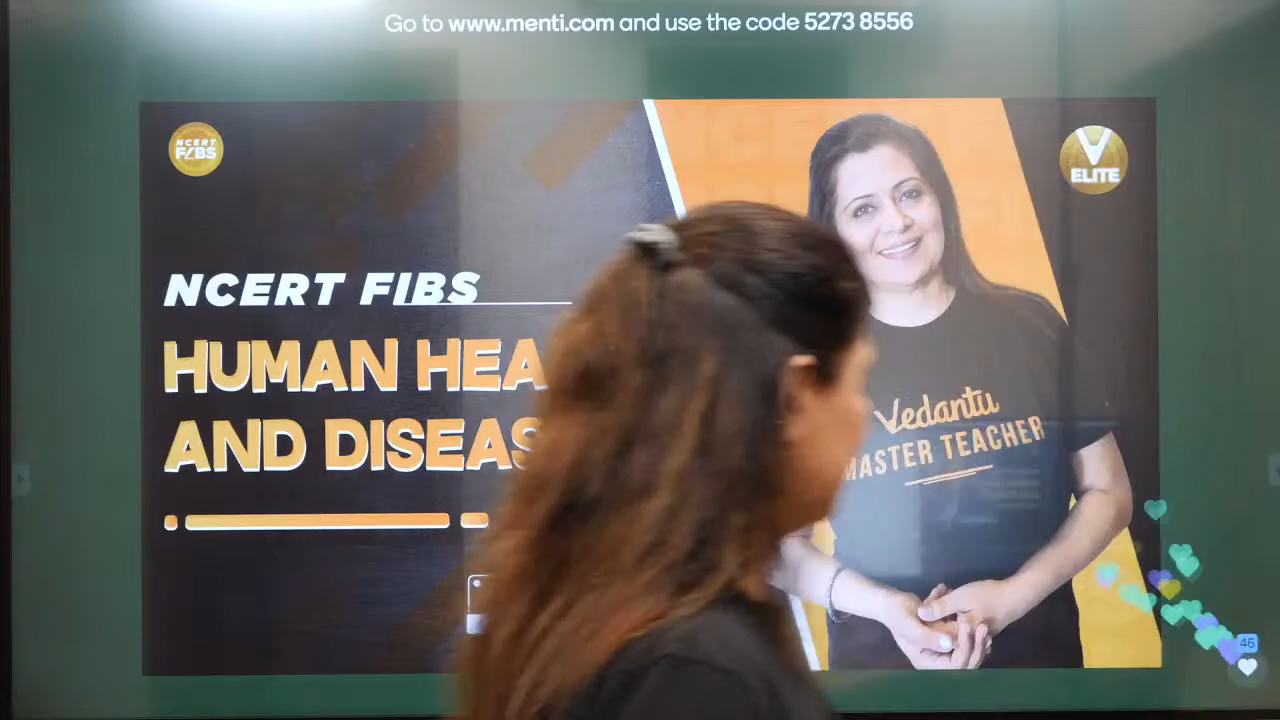 Go to www.menti.com and use the code 5273 8556
NCERT
FIBS
V
ELITE
NCERT FIBS
HUMAN HEA
AND DISEAS
Vedantu
MASTER TEACHER
46